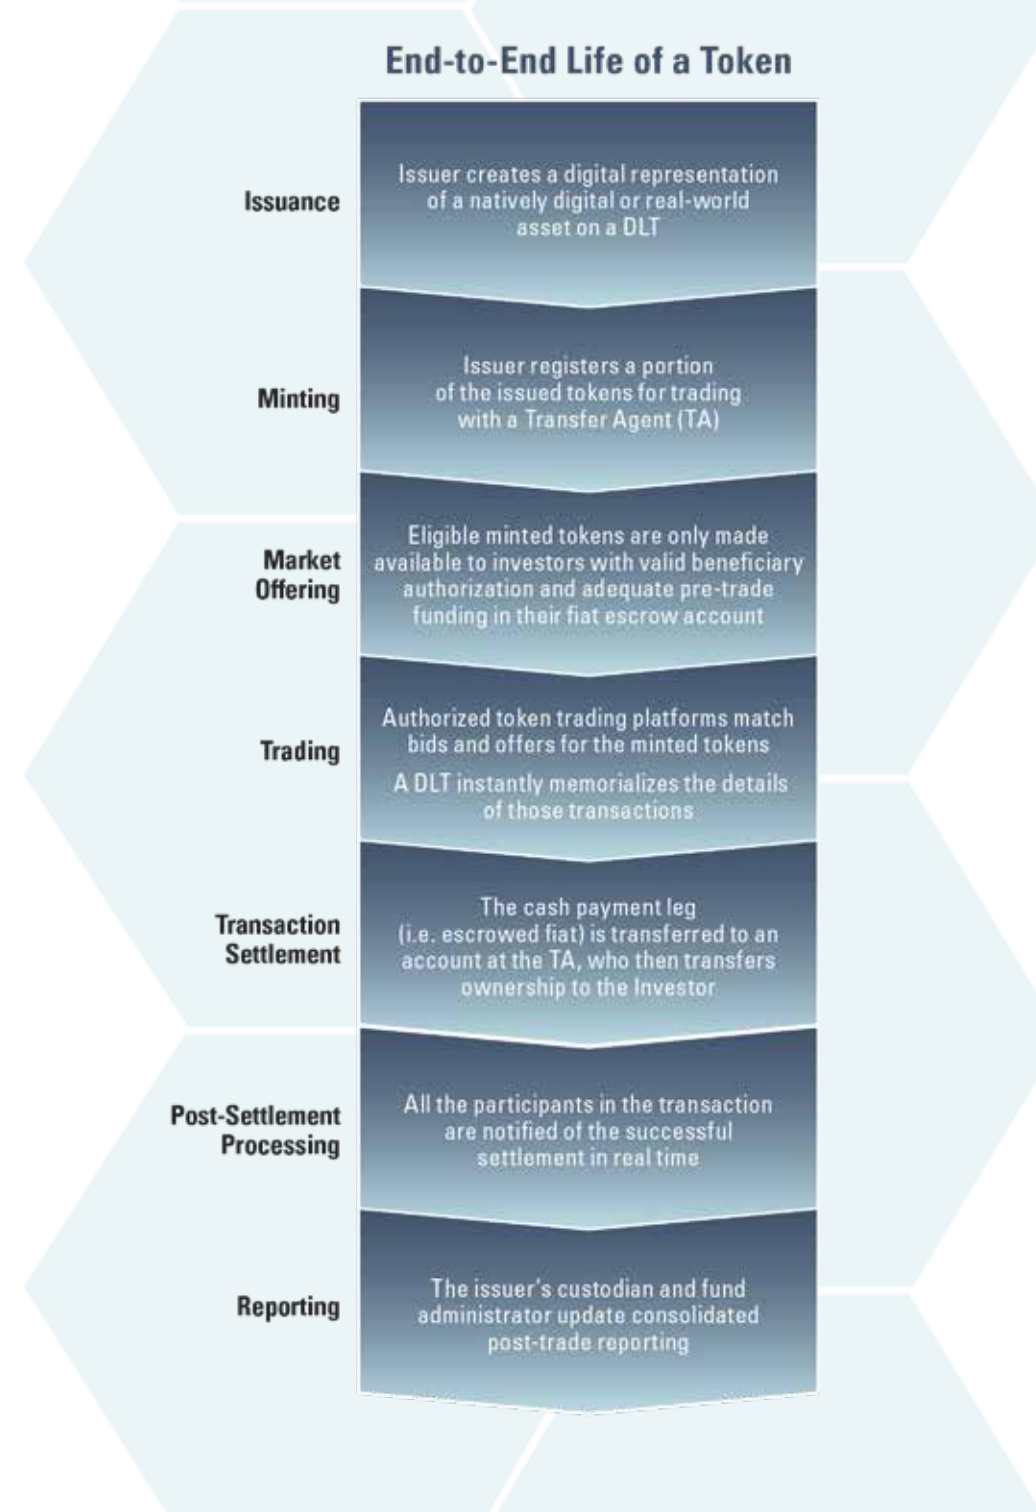 End-to-End Life of a Token
Issuance
Issuer creates a digital representation
of a natively digital or real-world
asset on a DLT
Minting
Issuer registers a portion
of the issued tokens for trading
with a Transfer Agent (TA)
Market
Offering
Eligible minted tokens are only made
available to investors with valid beneficiary
authorization and adequate pre-trade
funding in their fiat escrow account
Trading
Authorized token trading platforms match
bids and offers for the minted tokens
A DLT instantly memorializes the details
of those transactions
Transaction
Settlement
The cash payment leg
(i.e. escrowed fiat) is transferred to an
account at the TA, who then transfers
ownership to the Investor
Post-Settlement
Processing
All the participants in the transaction
are notified of the successful
settlement in real time
Reporting
The issuer's custodian and fund
administrator update consolidated
post-trade reporting